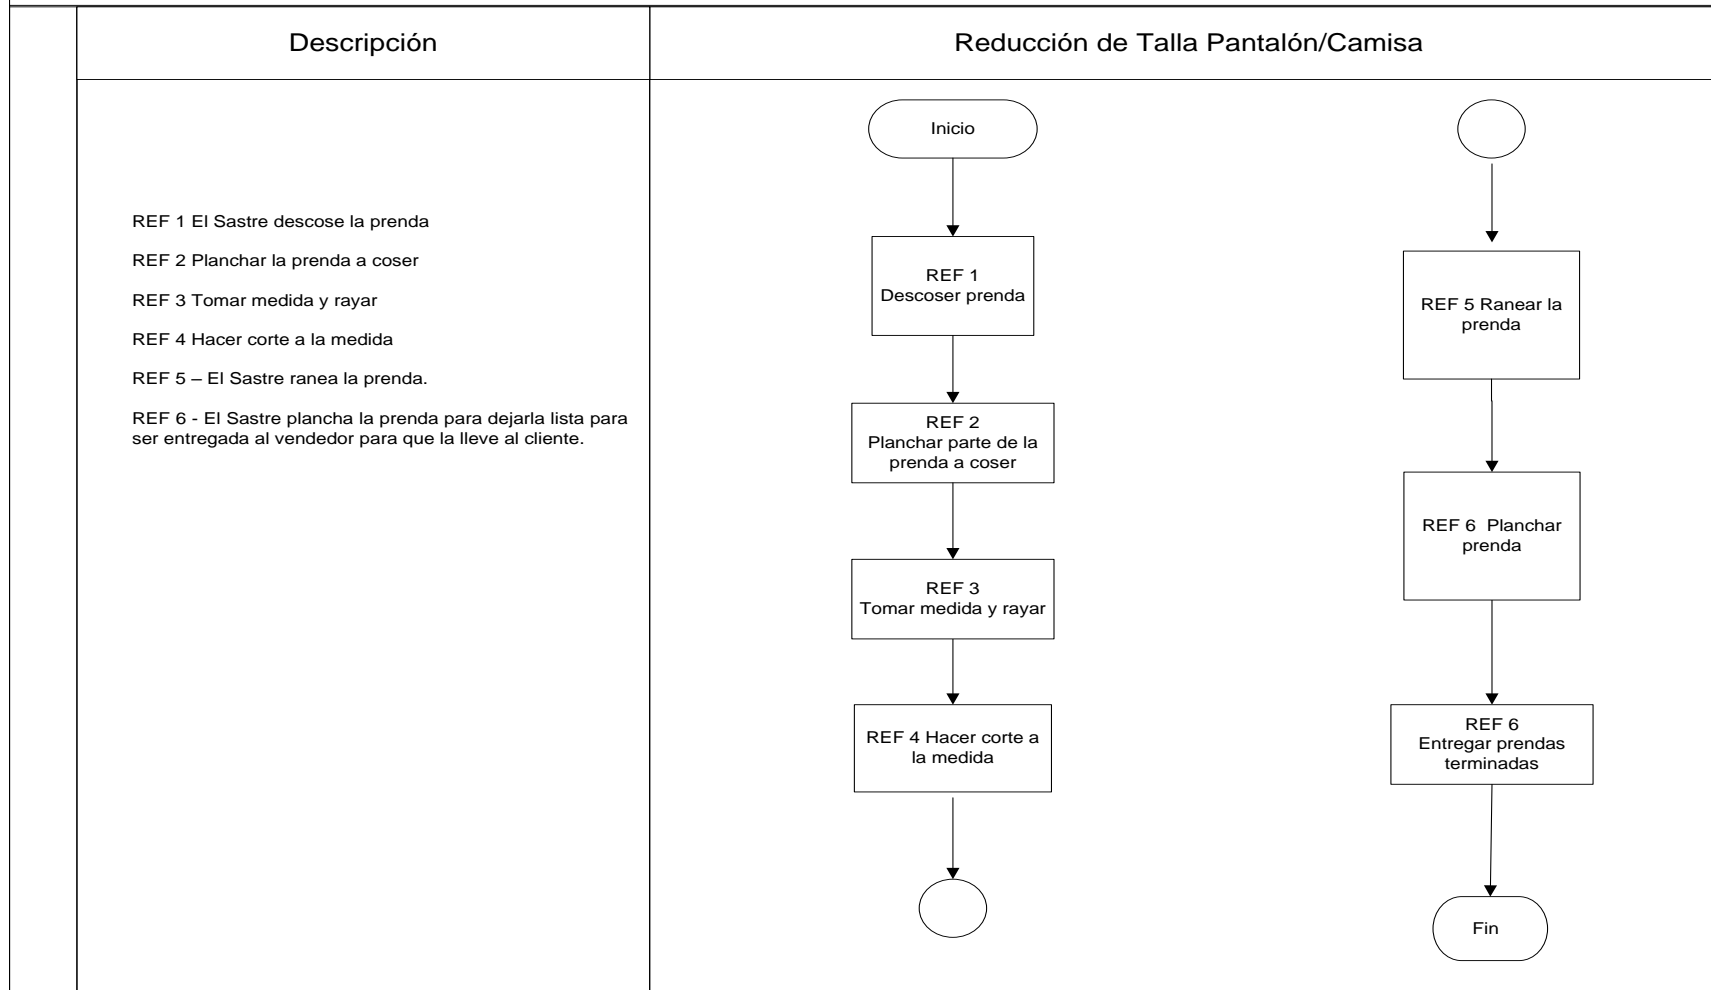 Descripción
Reducción de Talla Pantalón/Camisa
REF 1 El Sastre descose la prenda
REF 2 Planchar la prenda a coser
REF 3 Tomar medida y rayar
REF 4 Hacer corte a la medida
REF 5 – El Sastre ranea la prenda.
REF 6 - El Sastre plancha la prenda para dejarla lista para
ser entregada al vendedor para que la lleve al cliente.
Inicio
REF 1
Descoser prenda
REF 2
Planchar parte de la
prenda a coser
REF 3
Tomar medida y rayar
REF 4 Hacer corte a
la medida
REF 5 Ranear la
prenda
REF 6  Planchar
prenda
REF 6
Entregar prendas
terminadas
Fin